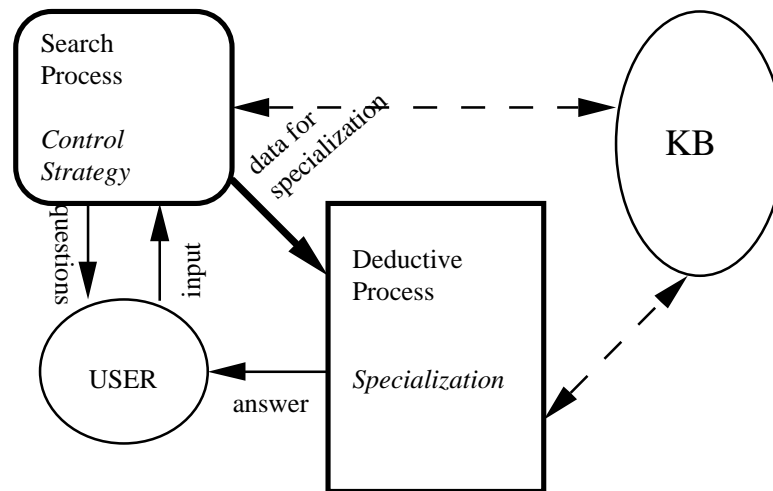 Search
Process
Control
Strategy
data for
specialization
KB
questions
input
Deductive
Process
Specialization
USER
answer